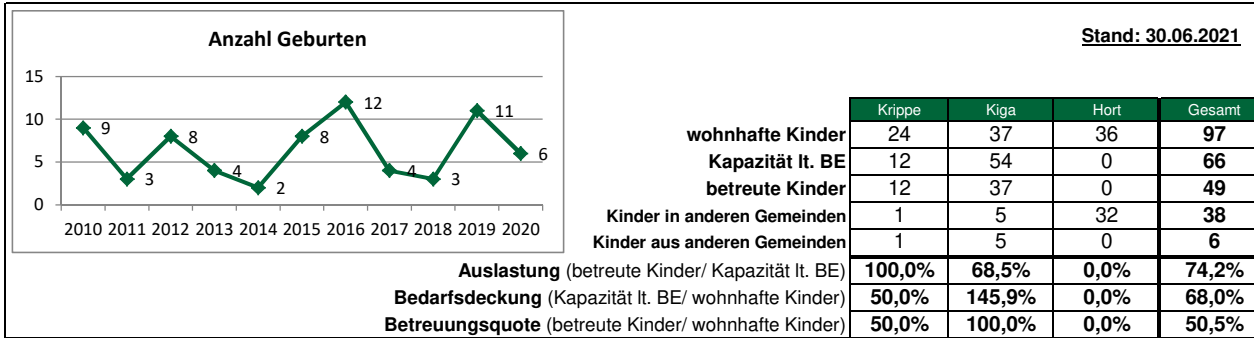 Anzahl Geburten
15
10
5
0
9
3
8
4
2
8
12
4
3
11
6
2010 2011 2012 2013 2014 2015 2016 2017 2018 2019 2020
Stand: 30.06.2021
Krippe Kiga Hort Gesamt
wohnhafte Kinder 24 37 36 97
Kapazität lt. BE 12 54 0 66
betreute Kinder 12 37 0 49
Kinder in anderen Gemeinden 1 5 32 38
Kinder aus anderen Gemeinden 1 5 0 6
Auslastung (betreute Kinder/ Kapazität lt. BE) 100,0% 68,5% 0,0% 74,2%
Bedarfsdeckung (Kapazität lt. BE/ wohnhafte Kinder) 50,0% 145,9% 0,0% 68,0%
Betreuungsquote (betreute Kinder/ wohnhafte Kinder) 50,0% 100,0% 0,0% 50,5%